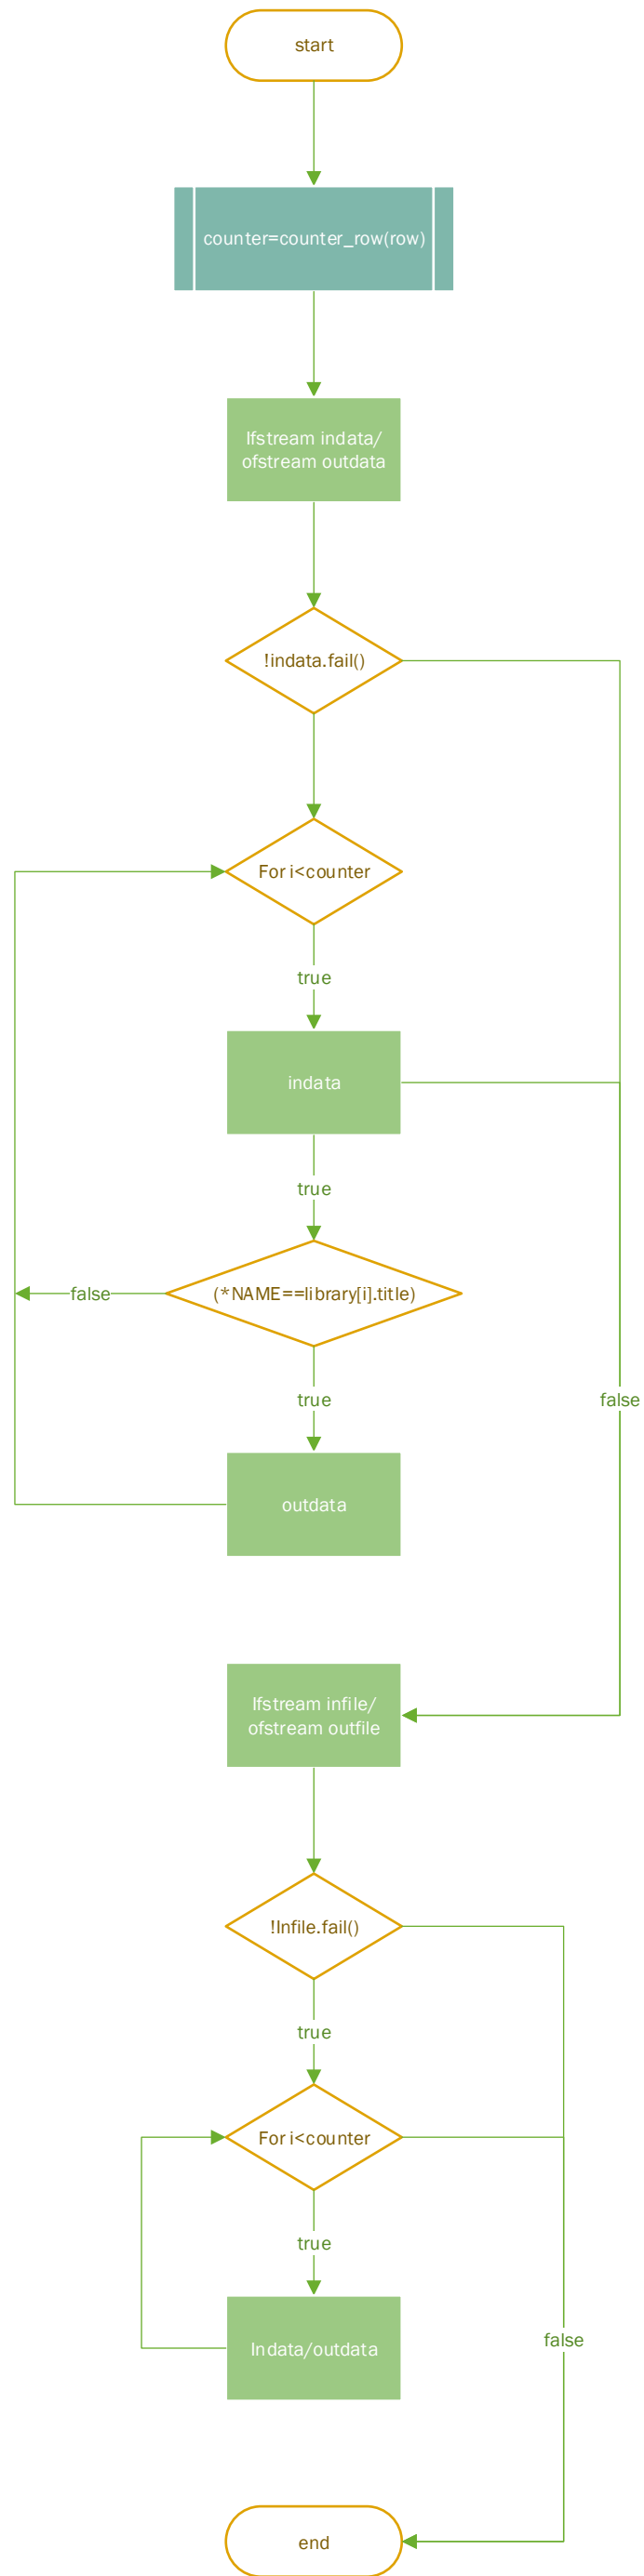 start
counter=counter_row(row)
Ifstream indata/
ofstream outdata
!indata.fail()
For i<counter
true
indata
true
false
(*NAME==library[i].title)
true
false
outdata
Ifstream infile/
ofstream outfile
!Infile.fail()
true
For i<counter
true
false
Indata/outdata
end